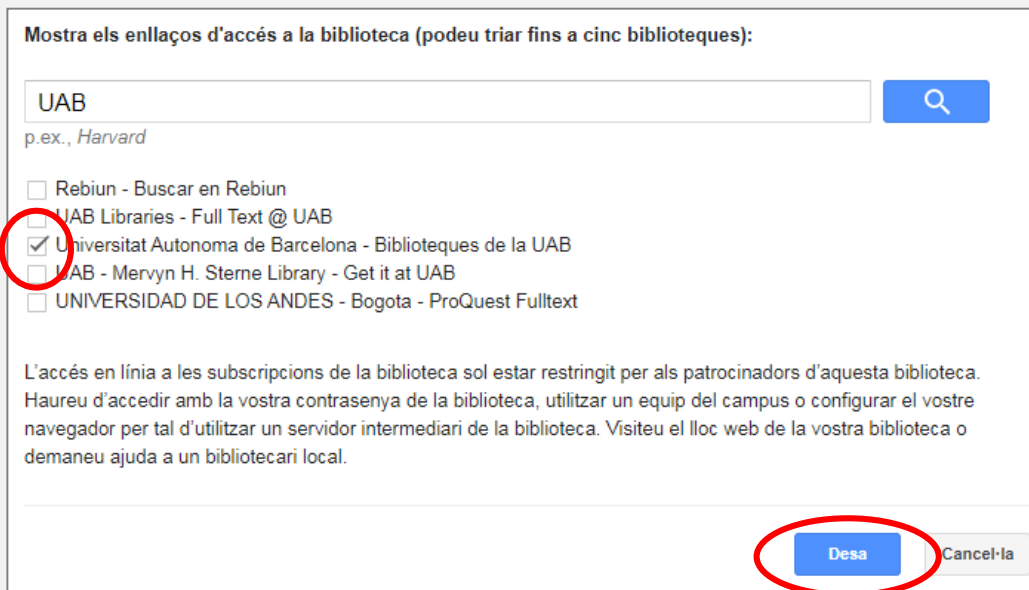 Mostra els enllaços d'accés a la biblioteca (podeu triar fins a cinc biblioteques):
UAB
p.ex., Harvard
Rebiun - Buscar en Rebiun
UAB Libraries - Full Text @ UAB
Universitat Autonoma de Barcelona - Biblioteques de la UAB
UAB - Mervyn H. Sterne Library - Get it at UAB
UNIVERSIDAD DE LOS ANDES - Bogota - ProQuest Fulltext
L'accés en línia a les subscripcions de la biblioteca sol estar restringit per als patrocinadors d'aquesta biblioteca.
Haureu d'accedir amb la vostra contrasenya de la biblioteca, utilitzar un equip del campus o configurar el vostre
navegador per tal d'utilitzar un servidor intermediari de la biblioteca. Visiteu el lloc web de la vostra biblioteca o
demaneu ajuda a un bibliotecari local.
Desa Cancel·la